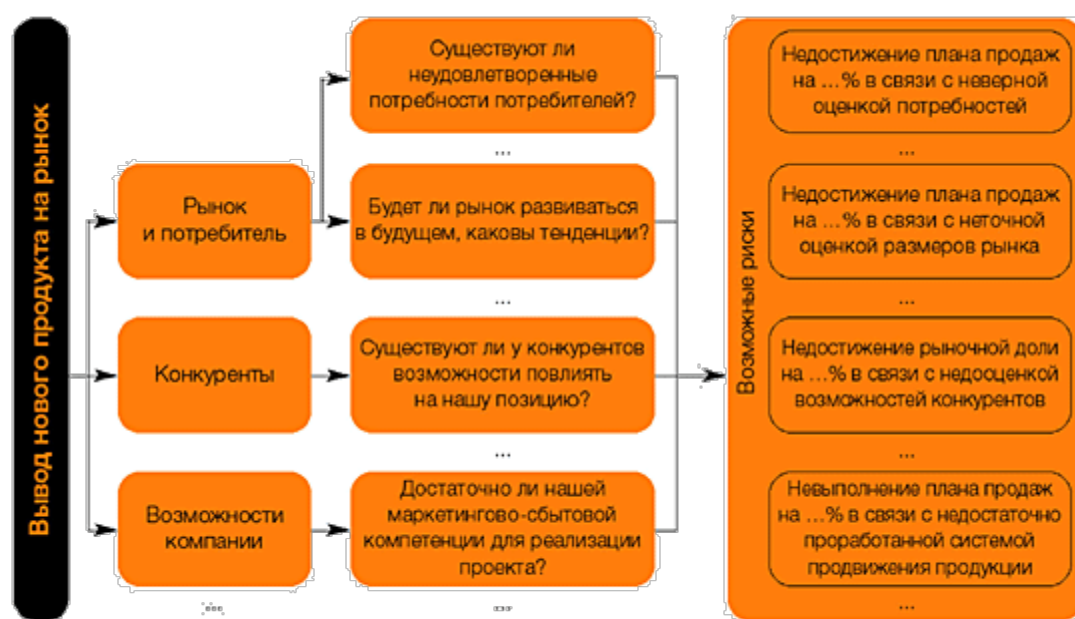 Вывод нового продукта на рынок
Рынок
и потребитель
Конкуренты
Возможности
компании
...
Существуют ли
неудовлетворенные
потребности потребителей?
...
Будет ли рынок развиваться
в будущем, каковы тенденции?
...
Существуют ли у конкурентов
возможности повлиять
на нашу позицию?
...
Достаточно ли нашей
маркетингово-сбытовой
компетенции для реализации
проекта?
...
Возможные риски
Недостижение плана продаж
на ...% в связи с неверной
оценкой потребностей
...
Недостижение плана продаж
на ...% в связи с неточной
оценкой размеров рынка
...
Недостижение рыночной доли
на ...% в связи с недооценкой
возможностей конкурентов
...
Невыполнение плана продаж
на ...% в связи с недостаточно
проработанной системой
продвижения продукции
...